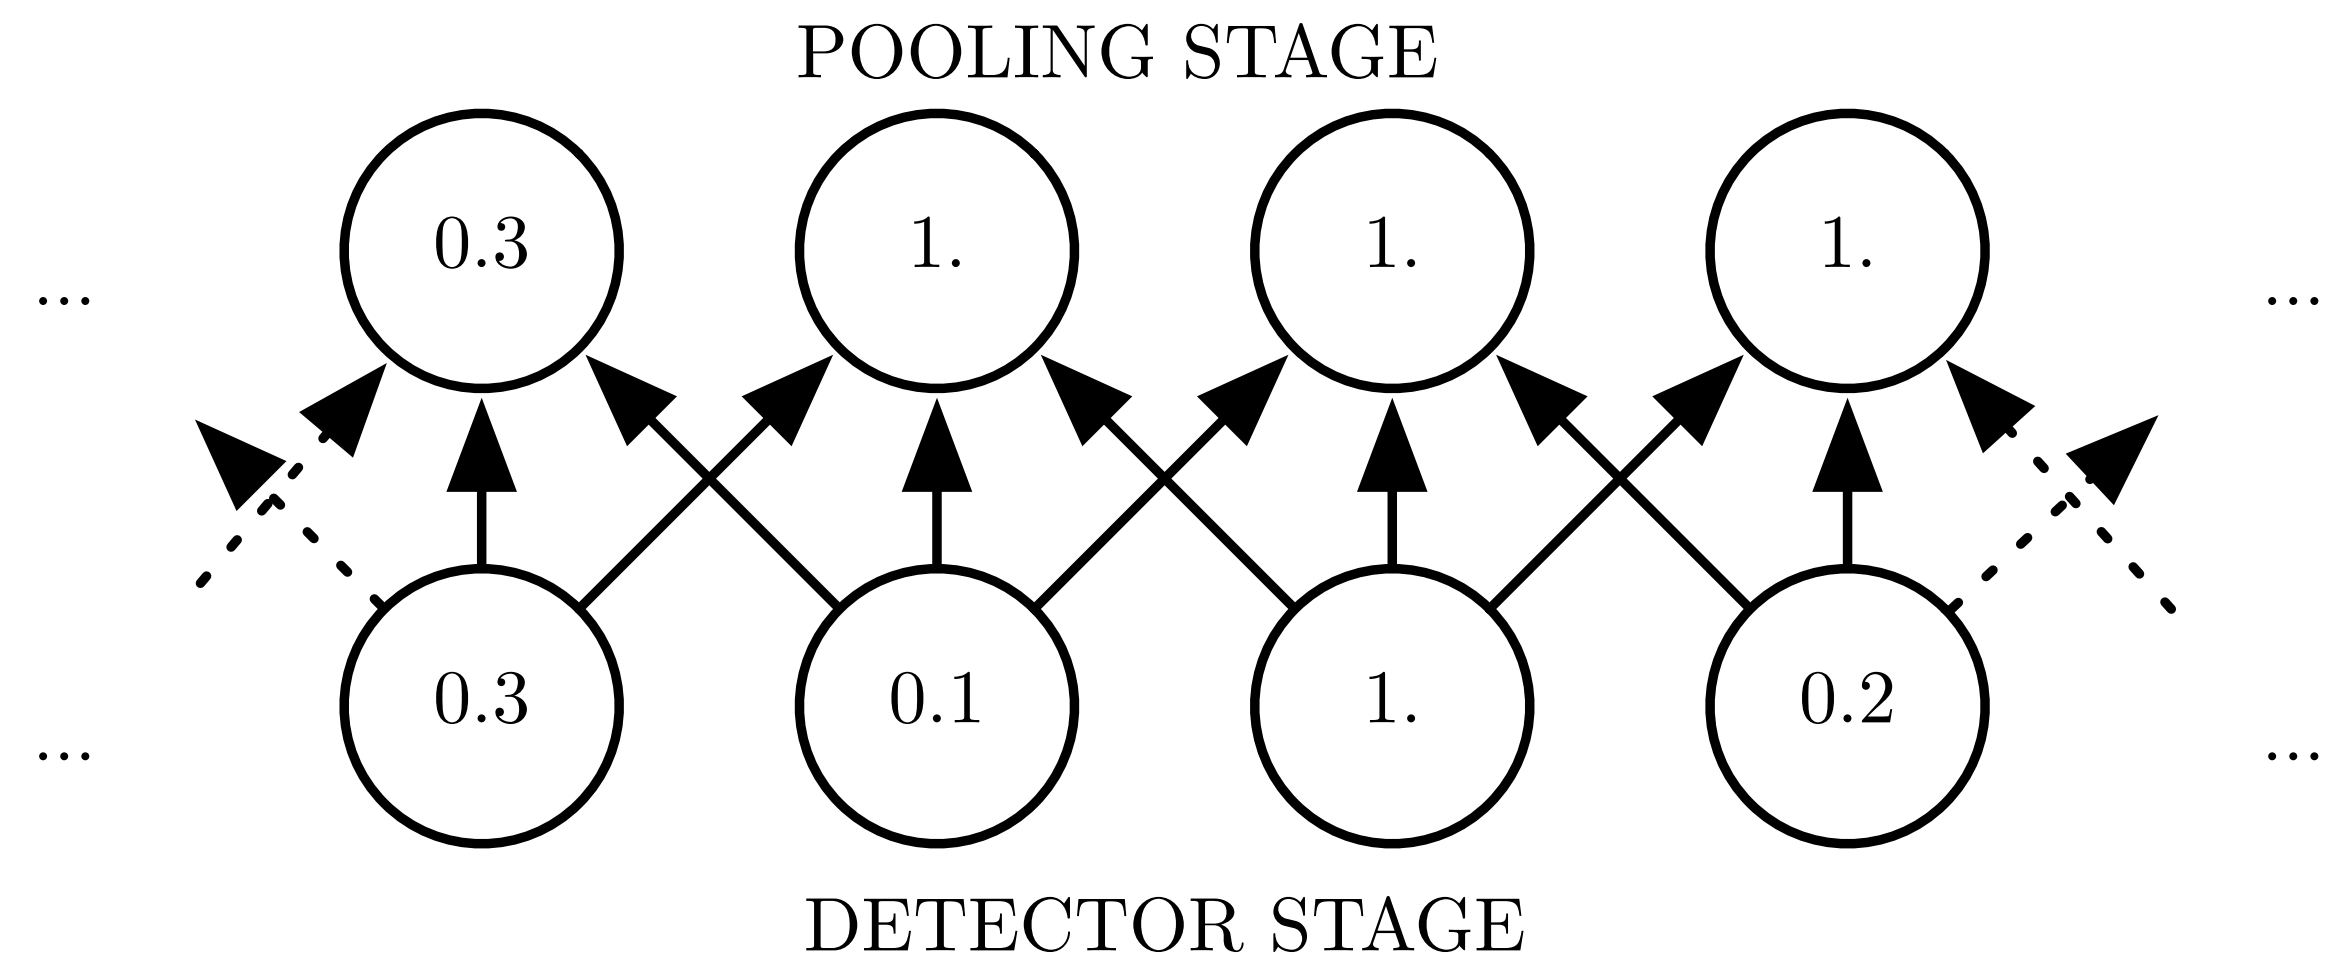 POOLING STAGE
0.3 1. 1. 1.
... ...
0.3 0.1 1. 0.2
... ...
DETECTOR STAGE